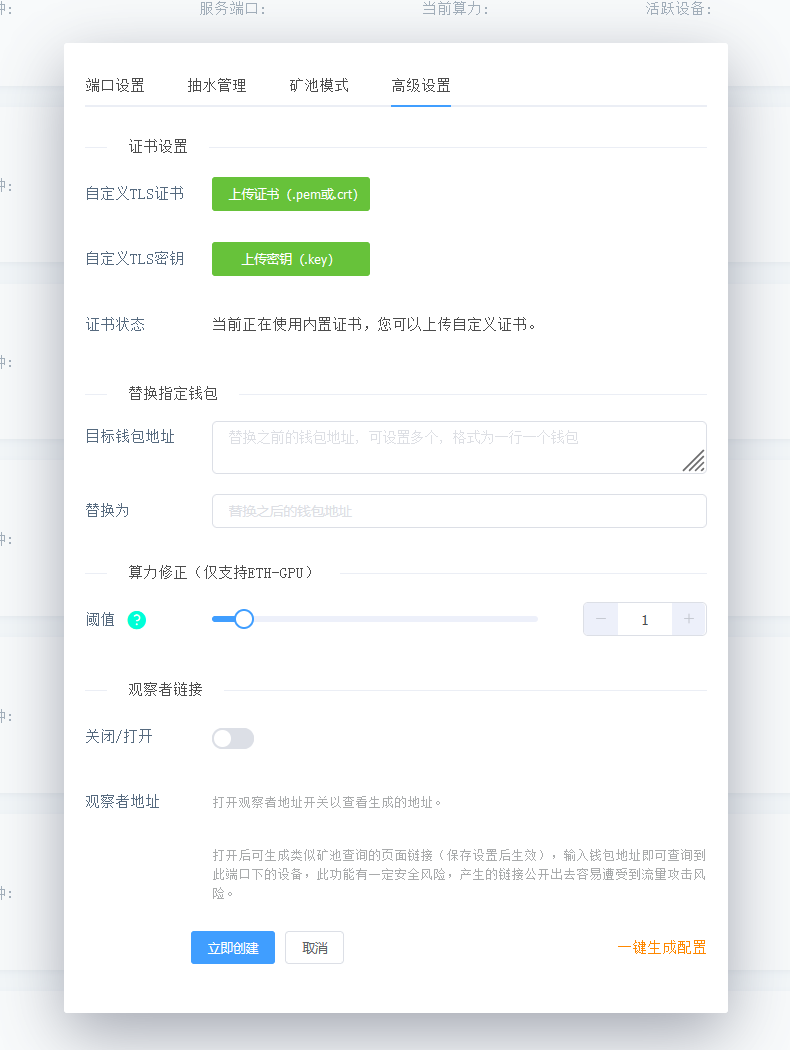 服务端口:
当前算力:
活跃设备:
端口设置
抽水管理
矿池模式
高级设置
证书设置
自定义TLS证书
上传证书 (.pem或.crt)
自定义TLS密钥
上传密钥 (.key)
证书状态
当前正在使用内置证书，您可以上传自定义证书。
替换指定钱包
目标钱包地址
替换之前的钱包地址，可设置多个，格式为一行一个钱包
替换为
替换之后的钱包地址
算力修正（仅支持ETH-GPU）
阈值
?
1
观察者链接
关闭/打开
观察者地址
打开观察者地址开关以查看生成的地址。
打开后可生成类似矿池查询的页面链接（保存设置后生效），输入钱包地址即可查询到
此端口下的设备，此功能有一定安全风险，产生的链接公开出去容易遭受到流量攻击风
险。
立即创建
取消
一键生成配置